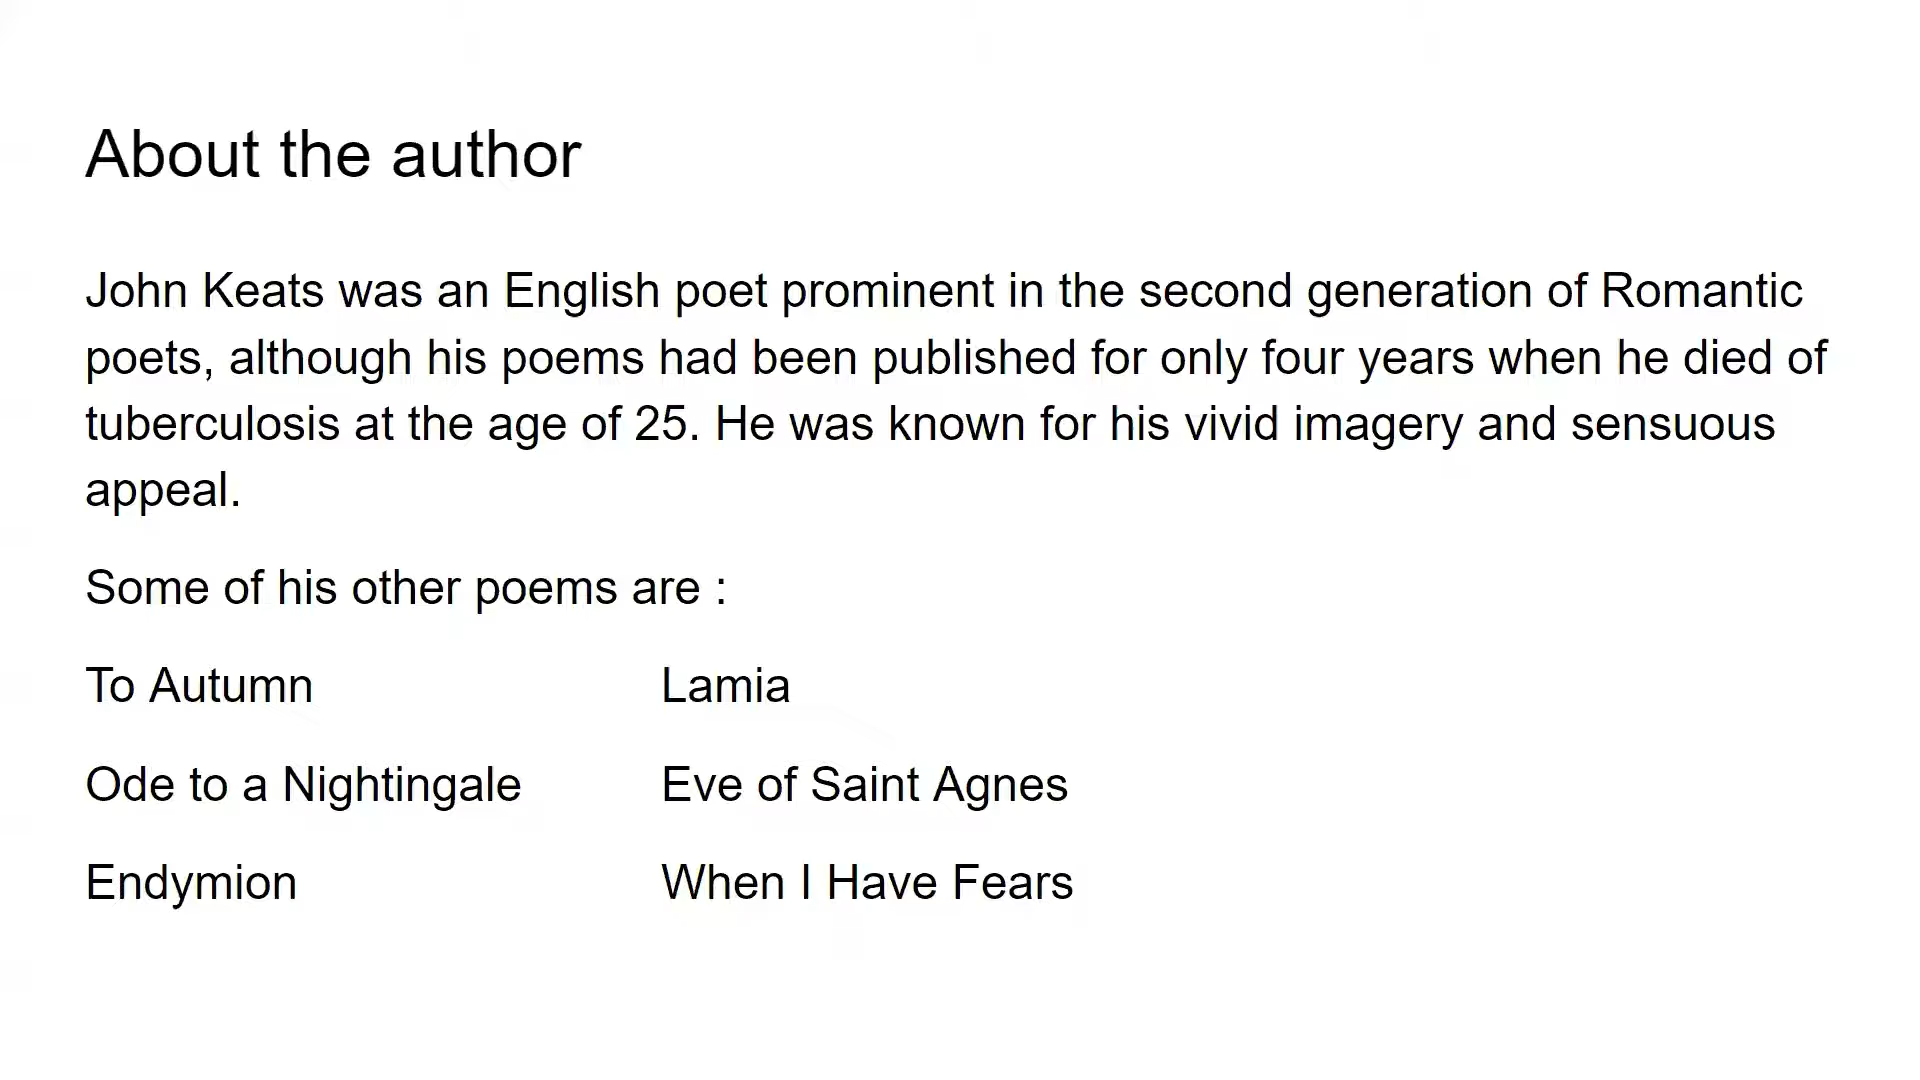 About the author
John Keats was an English poet prominent in the second generation of Romantic
poets, although his poems had been published for only four years when he died of
tuberculosis at the age of 25. He was known for his vivid imagery and sensuous
appeal.
Some of his other poems are :
To Autumn Lamia
Ode to a Nightingale Eve of Saint Agnes
Endymion When I Have Fears